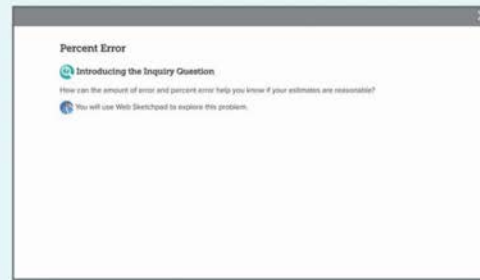 Percent Error
Introducing the Inquiry Question
How can the amount of error and percent error help you know if your estimates are reasonable?
You will use Web Sketchpad to explore this problem.